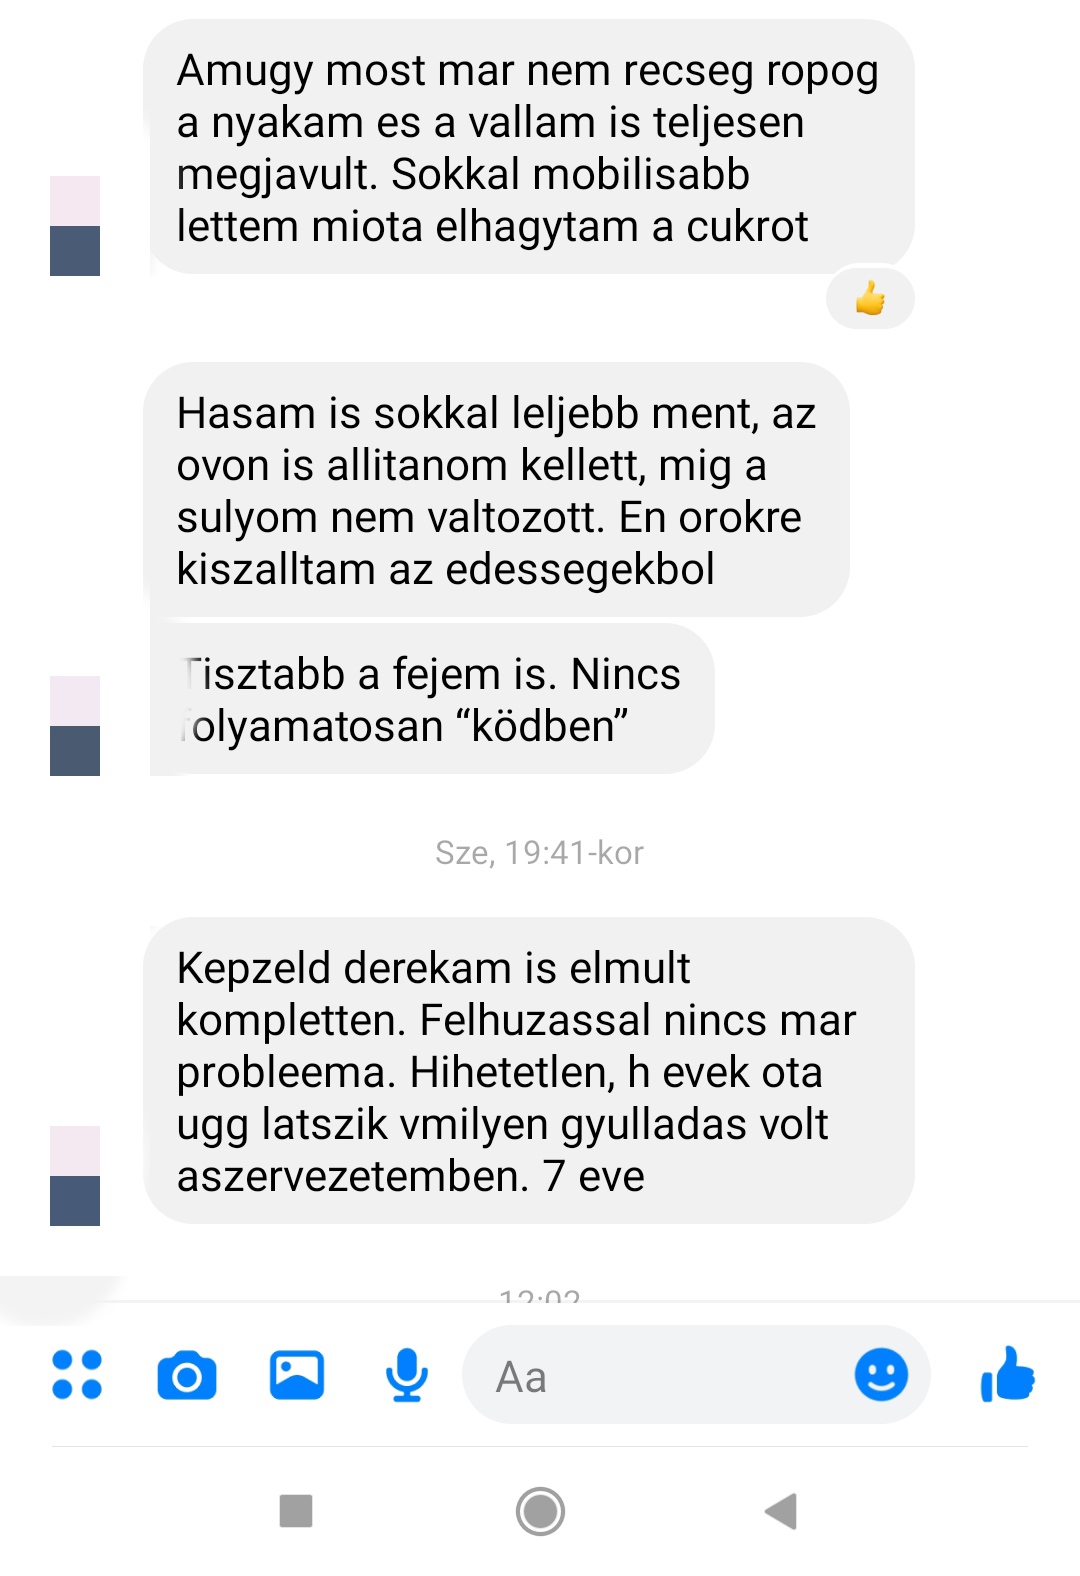 Amugy most mar nem recseg ropog
a nyakam es a vallam is teljesen
megjavult. Sokkal mobilisabb
lettem miota elhagytam a cukrot
Hasam is sokkal leljebb ment, az
ovon is allitanom kellett, mig a
sulyom nem valtozott. En orokre
kiszalltam az edessegekbol
Tisztabb a fejem is. Nincs
folyamatosan “ködben”
Sze, 19:41-kor
Kepzeld derekam is elmult
kompletten. Felhuzassal nincs mar
probleema. Hihetetlen, h evek ota
ugg latszik vmilyen gyulladas volt
aszervezetemben. 7 eve
12:02
Aa